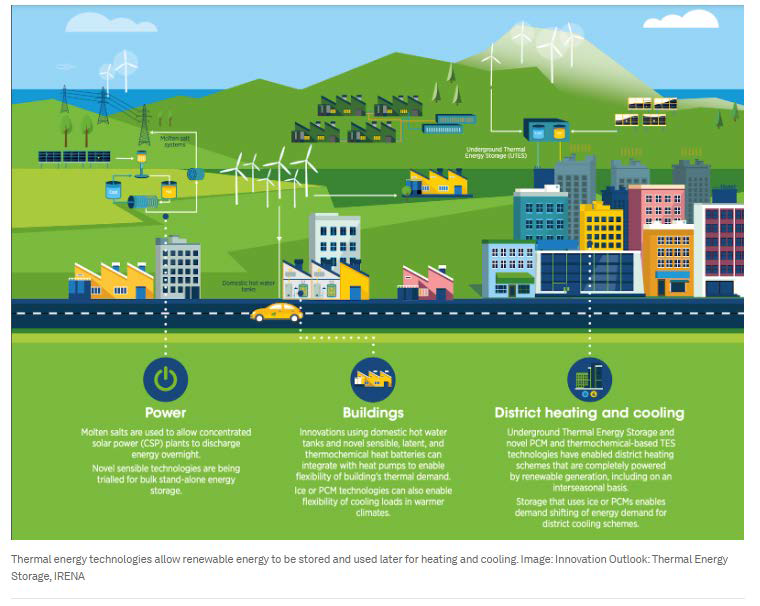 Molten salt
systems
Underground Thermal
Energy Storage (UTES)
Domestic hot water
tanks
Power
Molten salts are used to allow concentrated
solar power (CSP) plants to discharge
energy overnight.
Novel sensible technologies are being
trialled for bulk stand-alone energy
storage.
Buildings
Innovations using domestic hot water
tanks and novel sensible, latent, and
thermochemical heat batteries can
integrate with heat pumps to enable
flexibility of building's thermal demand.
Ice or PCM technologies can also enable
flexibility of cooling loads in warmer
climates.
District heating and cooling
Underground Thermal Energy Storage and
novel PCM and thermochemical-based TES
technologies have enabled district heating
schemes that are completely powered
by renewable generation, including on an
interseasonal basis.
Storage that uses ice or PCMs enables
demand shifting of energy demand for
district cooling schemes.
Thermal energy technologies allow renewable energy to be stored and used later for heating and cooling. Image: Innovation Outlook: Thermal Energy
Storage, IRENA